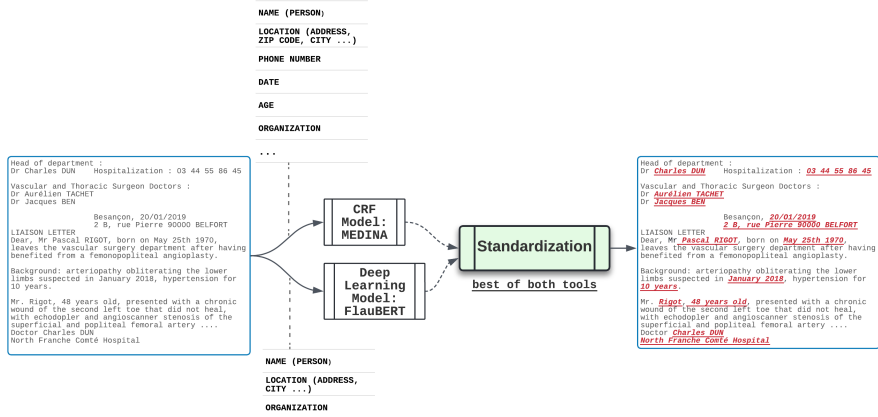 NAME (PERSON)
LOCATION (ADDRESS,
ZIP CODE, CITY ...)
PHONE NUMBER
DATE
AGE
ORGANIZATION
...
Head of department :
Dr Charles DUN    Hospitalization : 03 44 55 86 45
Vascular and Thoracic Surgeon Doctors :
Dr Aurélien TACHET
Dr Jacques BEN
Besançon, 20/01/2019
2 B, rue Pierre 90000 BELFORT
LIAISON LETTER
Dear, Mr Pascal RIGOT, born on May 25th 1970,
leaves the vascular surgery department after having
benefited from a femonopopliteal angioplasty.
Background: arteriopathy obliterating the lower
limbs suspected in January 2018, hypertension for
10 years.
Mr. Rigot, 48 years old, presented with a chronic
wound of the second left toe that did not heal,
with echodopler and angioscanner stenosis of the
superficial and popliteal femoral artery ....
Doctor Charles DUN
North Franche Comté Hospital
CRF
Model:
MEDINA
Deep
Learning
Model:
FlauBERT
NAME (PERSON)
LOCATION (ADDRESS,
CITY ...)
ORGANIZATION
Standardization
best of both tools
Head of department :
Dr Charles DUN    Hospitalization : 03 44 55 86 45
Vascular and Thoracic Surgeon Doctors :
Dr Aurélien TACHET
Dr Jacques BEN
Besançon, 20/01/2019
2 B, rue Pierre 90000 BELFORT
LIAISON LETTER
Dear, Mr Pascal RIGOT, born on May 25th 1970,
leaves the vascular surgery department after having
benefited from a femonopopliteal angioplasty.
Background: arteriopathy obliterating the lower
limbs suspected in January 2018, hypertension for
10 years.
Mr. Rigot, 48 years old, presented with a chronic
wound of the second left toe that did not heal,
with echodopler and angioscanner stenosis of the
superficial and popliteal femoral artery ....
Doctor Charles DUN
North Franche Comté Hospital